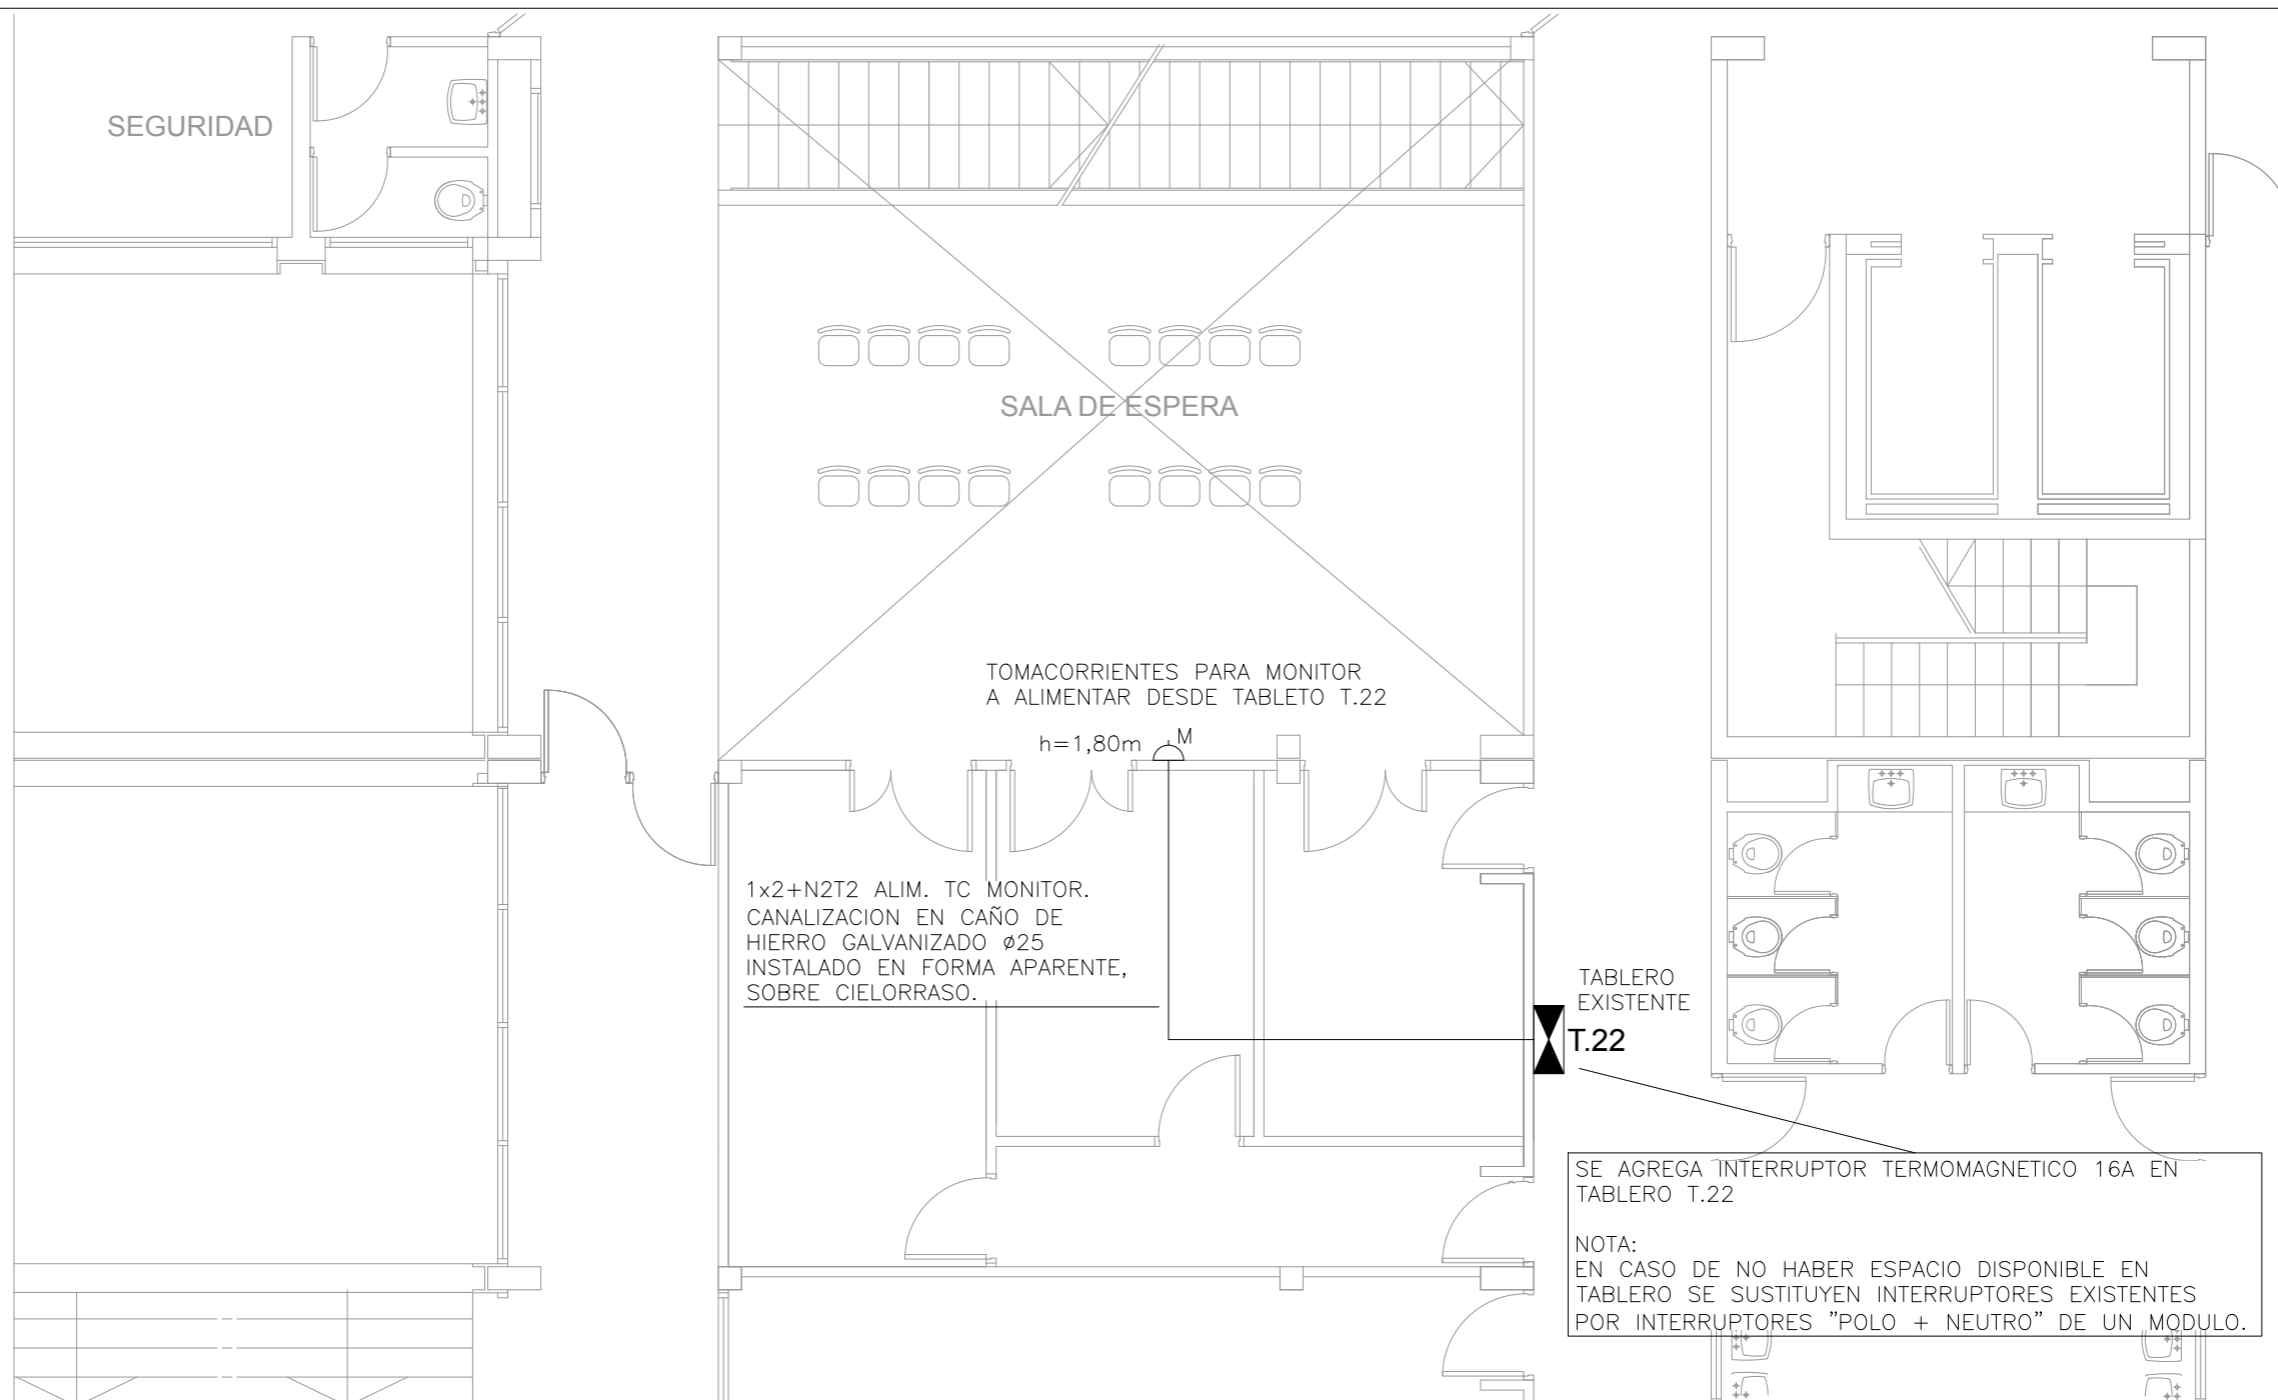 SEGURIDAD
SALA DE ESPERA
TOMACORRIENTES PARA MONITOR
A ALIMENTAR DESDE TABLETO T.22
h=1,80m
M
1x2+N2T2 ALIM. TC MONITOR.
CANALIZACION EN CAÑO DE
HIERRO GALVANIZADO ø25
INSTALADO EN FORMA APARENTE,
SOBRE CIELORRASO.
TABLERO
EXISTENTE
T.22
SE AGREGA INTERRUPTOR TERMOMAGNETICO 16A EN
TABLERO T.22
NOTA:
EN CASO DE NO HABER ESPACIO DISPONIBLE EN
TABLERO SE SUSTITUYEN INTERRUPTORES EXISTENTES
POR INTERRUPTORES "POLO + NEUTRO" DE UN MODULO.